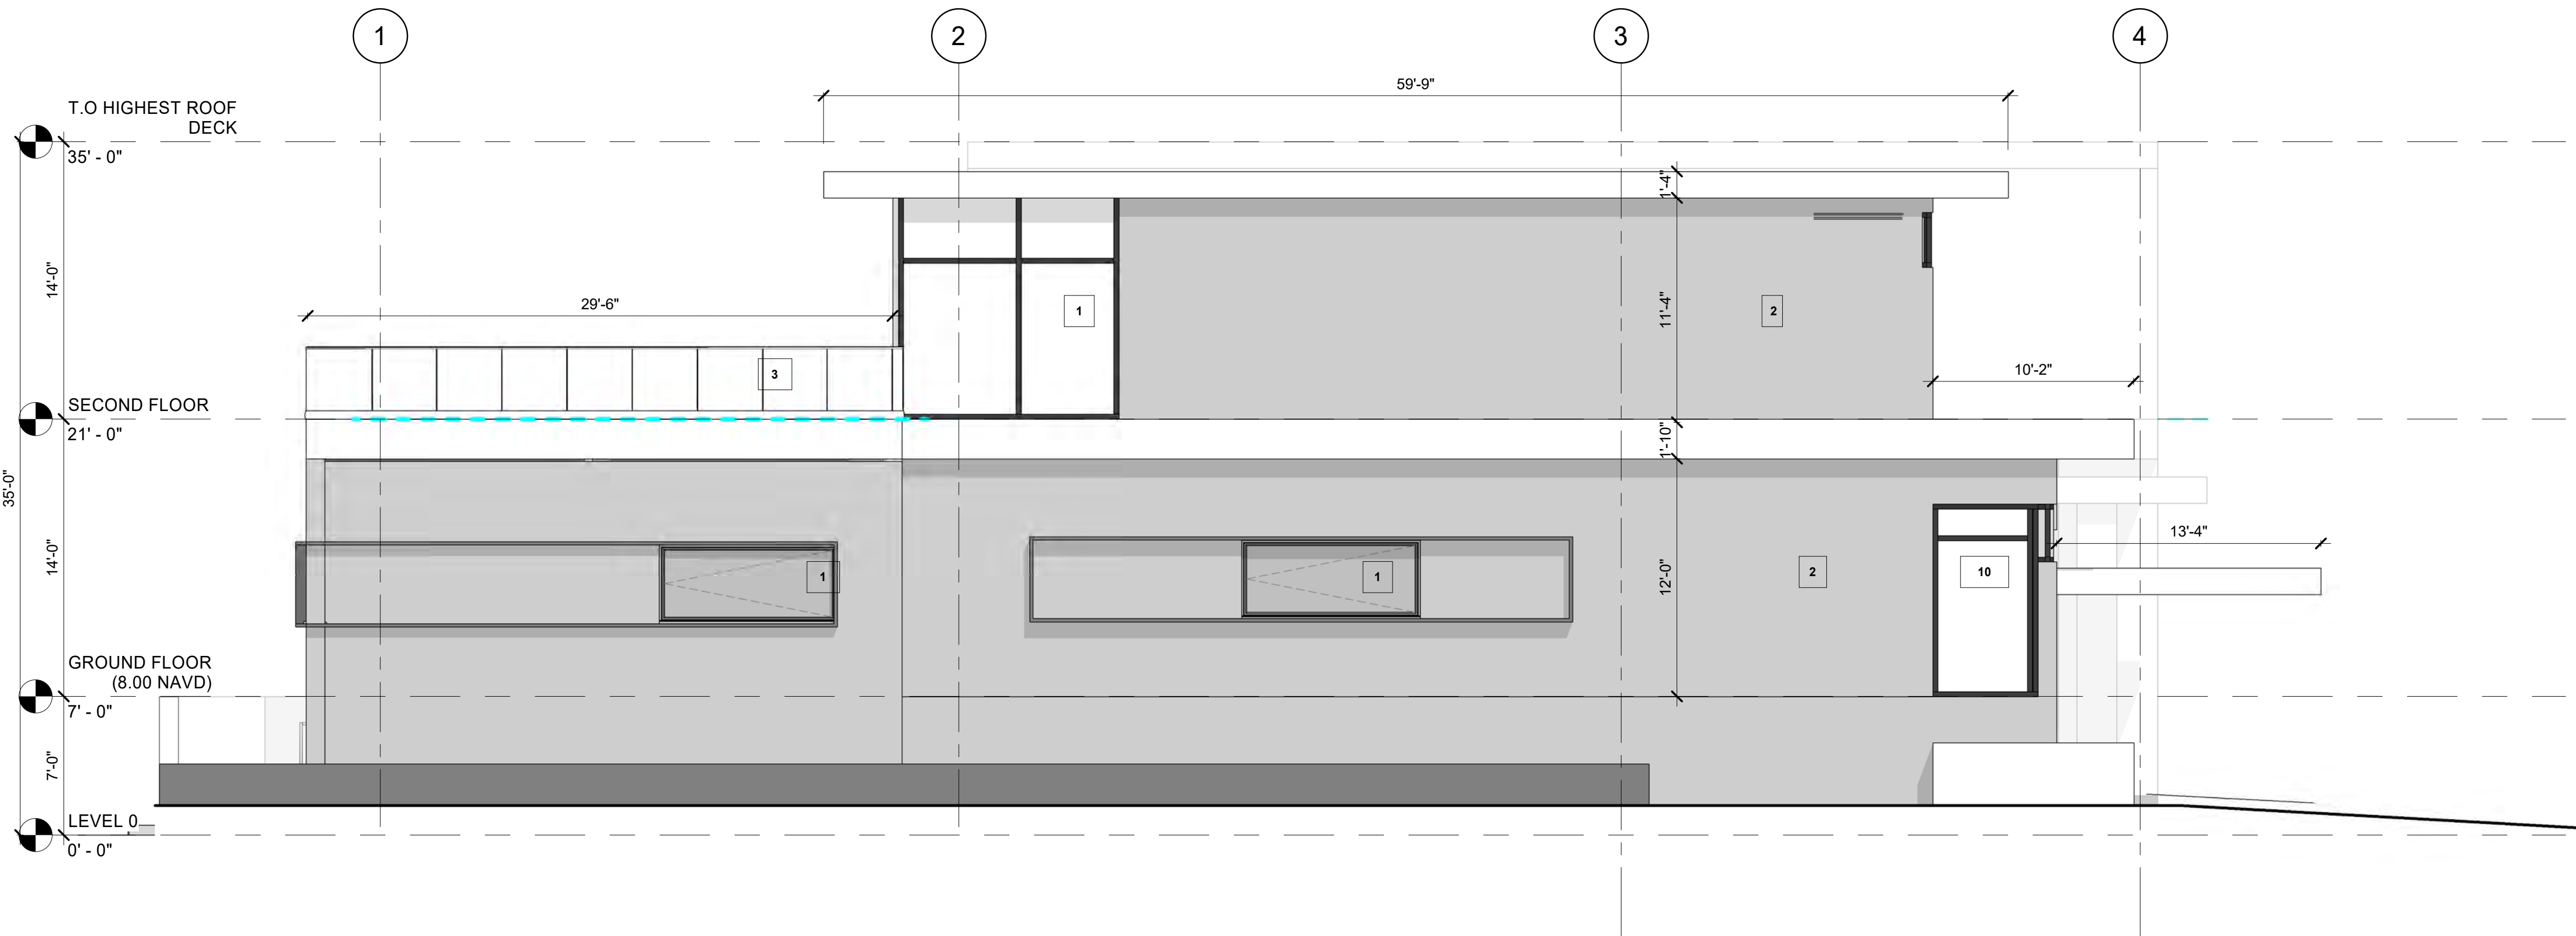 1
2
3
4
59'-9"
T.O HIGHEST ROOF
DECK
35' - 0"
1'-4"
14'-0"
29'-6"
1
11'-4"
2
3
10'-2"
SECOND FLOOR
21' - 0"
1'-10"
35'-0"
14'-0"
13'-4"
1
1
12'-0"
2
10
GROUND FLOOR
(8.00 NAVD)
7' - 0"
7'-0"
LEVEL 0
0' - 0"